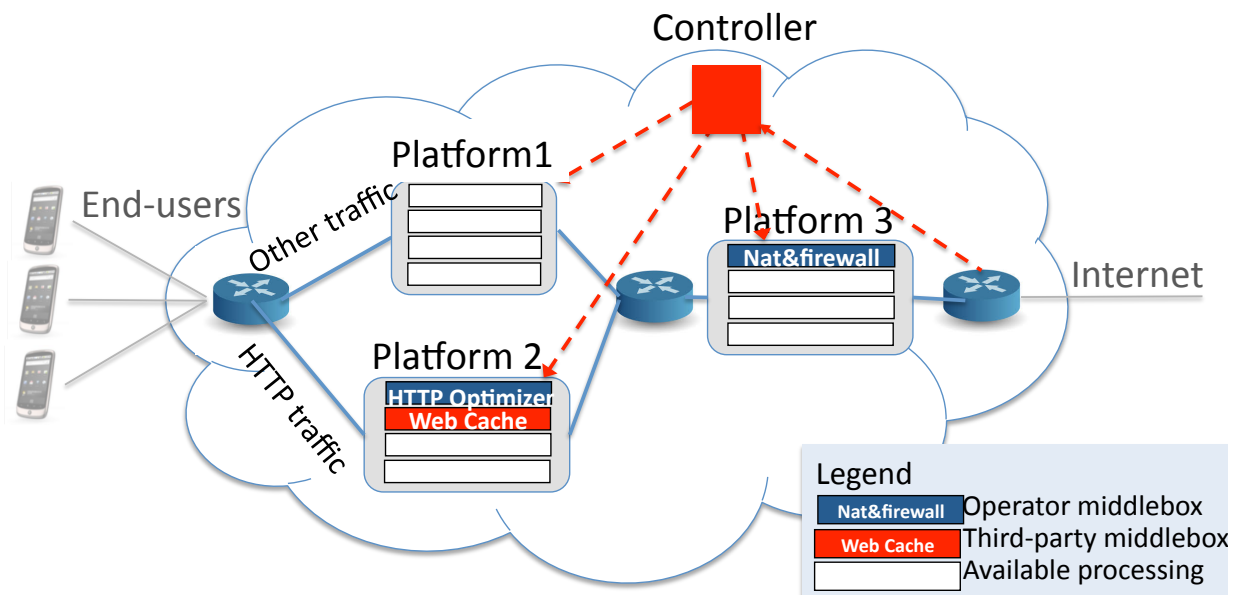 Controller
Platform1
End-users
Other traffic
Platform 3
Nat&firewall
Internet
Platform 2
HTTP Optimizer
Web Cache
HTTP traffic
Legend
Nat&firewall Operator middlebox
Web Cache Third-party middlebox
Available processing